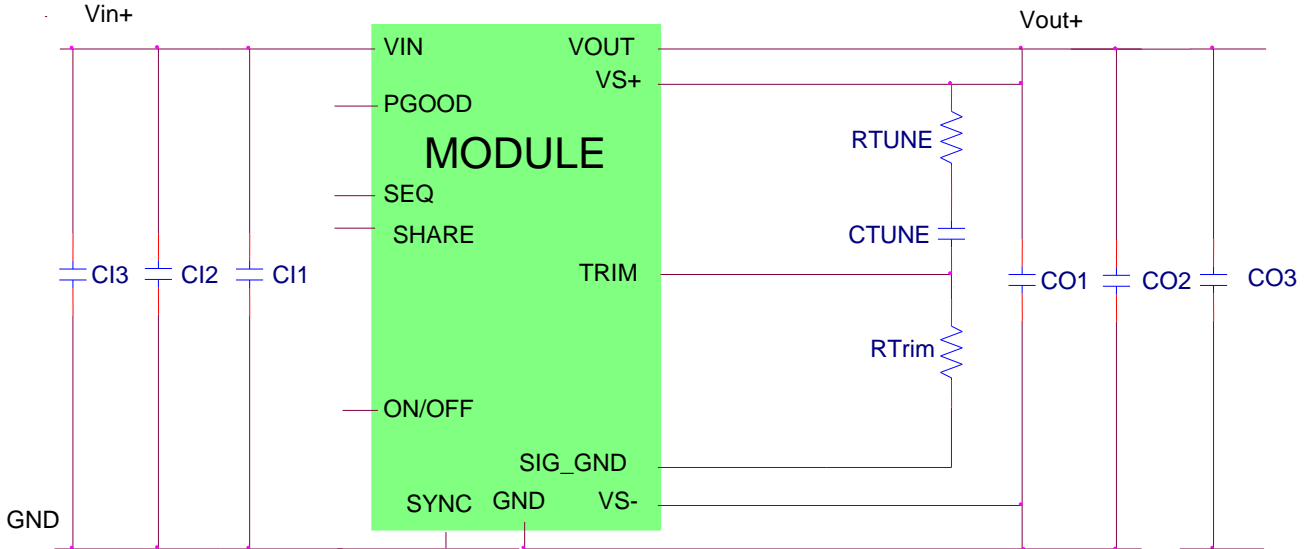 Vin+
Vout+
VIN
VOUT
VS+
PGOOD
MODULE
RTUNE
SEQ
SHARE
CTUNE
TRIM
CI3
CI2
CI1
CO1
CO2
CO3
RTrim
ON/OFF
SIG_GND
SYNC
GND
VS-
GND